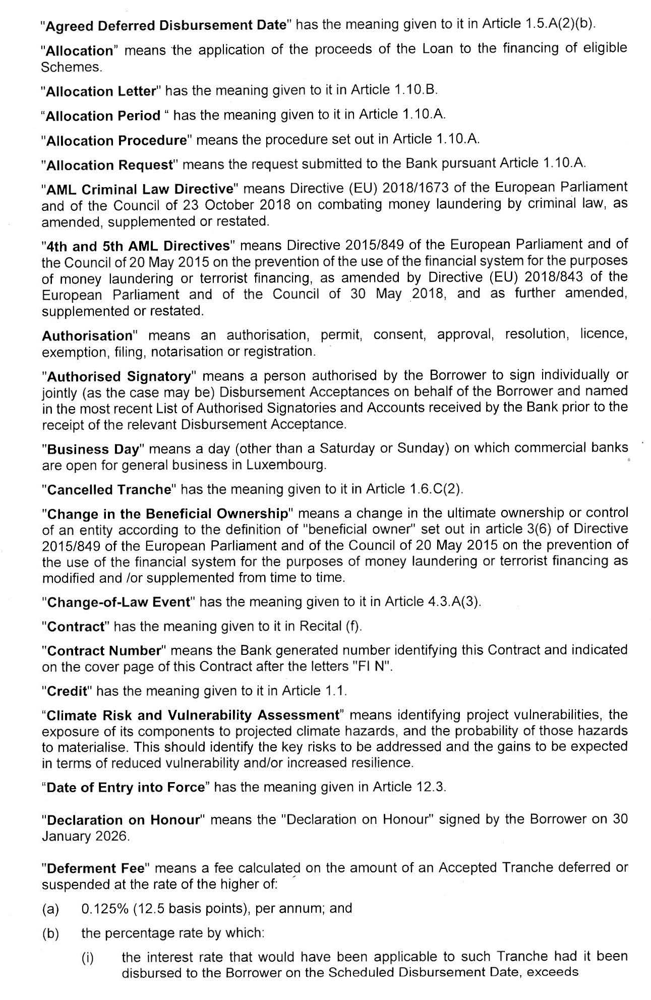 "Agreed Deferred Disbursement Date" has the meaning given to it in Article 1.5.A(2)(b).
"Allocation” means the application of the proceeds of the Loan to the financing of eligible
Schemes.
"Allocation Letter" has the meaning given to it in Article 1.10.B.
“Allocation Period “ has the meaning given to it in Article 1.10.A.
"Allocation Procedure" means the procedure set out in Article 1.10.A.
"Allocation Request" means the request submitted to the Bank pursuant Article 1.10.A.
"AML Criminal Law Directive" means Directive (EU) 2018/1673 of the European Parliament
and of the Council of 23 October 2018 on combating money laundering by criminal law, as
amended, supplemented or restated.
"4th and 5th AML Directives" means Directive 2015/849 of the European Parliament and of
the Council of 20 May 2015 on the prevention of the use of the financial system for the purposes
of money laundering or terrorist financing, as amended by Directive (EU) 2018/843 of the
European Parliament and of the Council of 30 May 2018, and as further amended,
supplemented or restated.
Authorisation" means an authorisation, permit, consent, approval, resolution, licence,
exemption, filing, notarisation or registration.
"Authorised Signatory" means a person authorised by the Borrower to sign individually or
jointly (as the case may be) Disbursement Acceptances on behalf of the Borrower and named
in the most recent List of Authorised Signatories and Accounts received by the Bank prior to the
receipt of the relevant Disbursement Acceptance.
"Business Day" means a day (other than a Saturday or Sunday) on which commercial banks
are open for general business in Luxembourg.
"Cancelled Tranche" has the meaning given to it in Article 1.6.C(2).
"Change in the Beneficial Ownership" means a change in the ultimate ownership or control
of an entity according to the definition of "beneficial owner" set out in article 3(6) of Directive
2015/849 of the European Parliament and of the Council of 20 May 2015 on the prevention of
the use of the financial system for the purposes of money laundering or terrorist financing as
modified and /or supplemented from time to time.
"Change-of-Law Event" has the meaning given to it in Article 4.3.A(3).
"Contract" has the meaning given to it in Recital (f).
"Contract Number" means the Bank generated number identifying this Contract and indicated
on the cover page of this Contract after the letters "FI N".
"Credit" has the meaning given to it in Article 1.1.
“Climate Risk and Vulnerability Assessment” means identifying project vulnerabilities, the
exposure of its components to projected climate hazards, and the probability of those hazards
to materialise. This should identify the key risks to be addressed and the gains to be expected
in terms of reduced vulnerability and/or increased resilience.
“Date of Entry into Force” has the meaning given in Article 12.3.
"Declaration on Honour" means the "Declaration on Honour" signed by the Borrower on 30
January 2026.
"Deferment Fee" means a fee calculated on the amount of an Accepted Tranche deferred or
suspended at the rate of the higher of:
(a) 0.125% (12.5 basis points), per annum; and
(b) the percentage rate by which:
(i) the interest rate that would have been applicable to such Tranche had it been
disbursed to the Borrower on the Scheduled Disbursement Date, exceeds